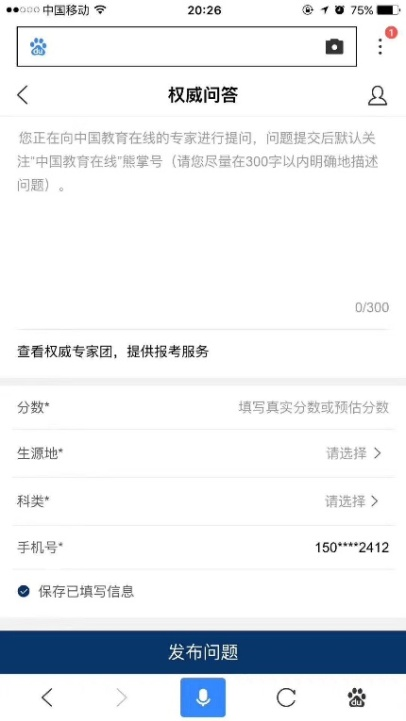 中国移动 20:26 75%
1
du
权威问答
您正在向中国教育在线的专家进行提问，问题提交后默认关
注“中国教育在线”熊掌号（请您尽量在300字以内明确地描述
问题）。
0/300
查看权威专家团，提供报考服务
分数* 填写真实分数或预估分数
生源地* 请选择
科类* 请选择
手机号* 150****2412
保存已填写信息
发布问题
du